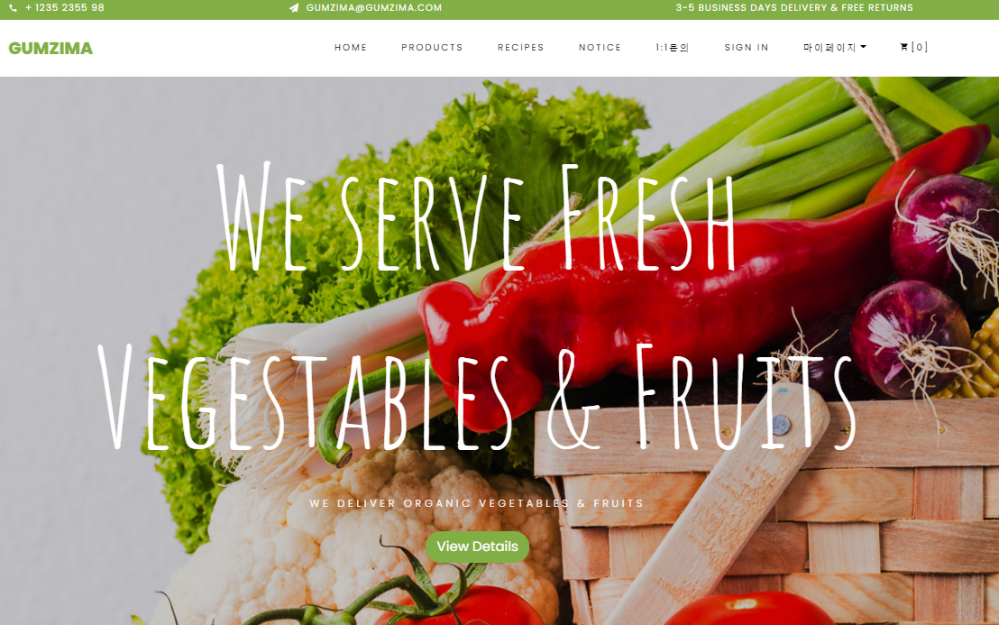 + 1235 2355 98
GUMZIMA@GUMZIMA.COM
3-5 BUSINESS DAYS DELIVERY & FREE RETURNS
GUMZIMA
HOME
PRODUCTS
RECIPES
NOTICE
1:1문의
SIGN IN
마이페이지
[0]
WE SERVE FRESH
VEGESTABLES & FRUITS
WE DELIVER ORGANIC VEGETABLES & FRUITS
View Details